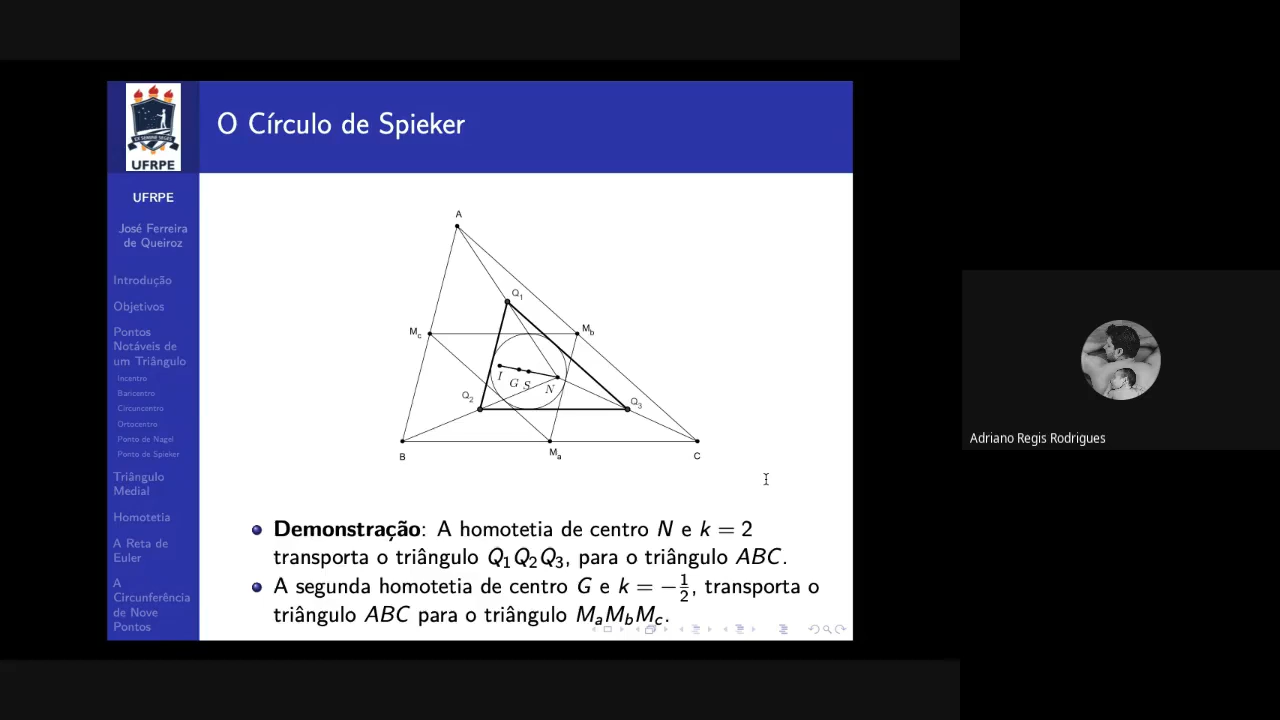 O Círculo de Spieker
EX SEMINE SEGES
UFRPE
UFRPE
José Ferreira
de Queiroz
Introdução
Objetivos
Pontos
Notáveis de
um Triângulo
Incentro
Baricentro
Circuncentro
Ortocentro
Ponto de Nagel
Ponto de Spieker
Triângulo
Medial
Homotetia
A Reta de
Euler
A
Circunferência
de Nove
Pontos
A
Q1
Mc
Mb
I G S N
Q2
Q3
B
Ma
C
Demonstração: A homotetia de centro N e k = 2
transporta o triângulo Q1Q2Q3, para o triângulo ABC.
A segunda homotetia de centro G e k = −1/2, transporta o
triângulo ABC para o triângulo MaMbMc.
Adriano Regis Rodrigues